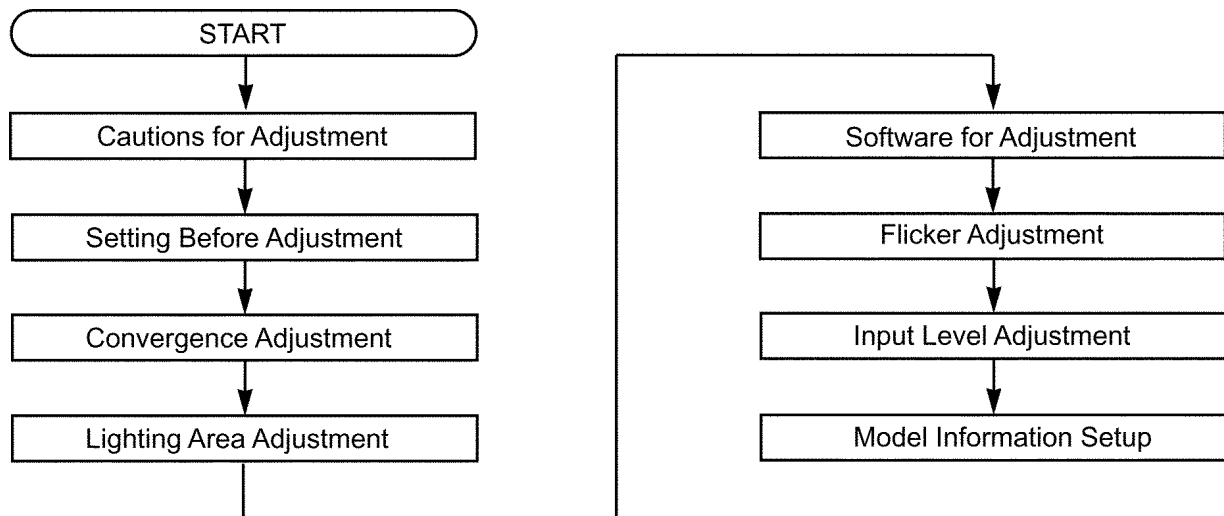 START
Cautions for Adjustment
Setting Before Adjustment
Convergence Adjustment
Lighting Area Adjustment
Software for Adjustment
Flicker Adjustment
Input Level Adjustment
Model Information Setup